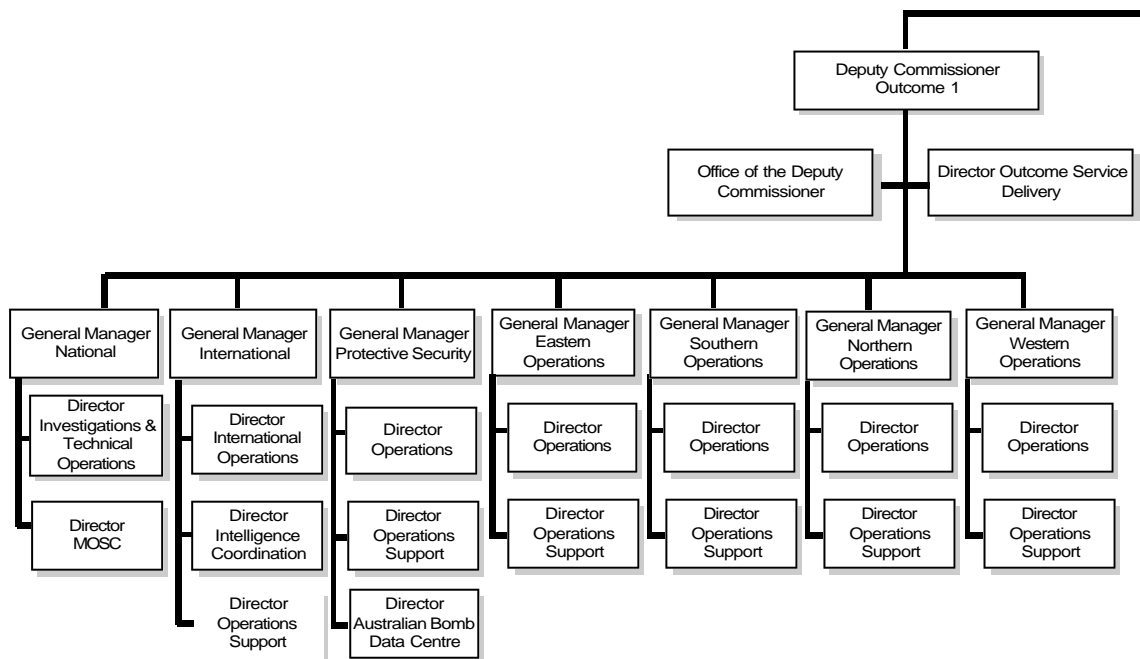 Deputy Commissioner
Outcome 1
Office of the Deputy
Commissioner
Director Outcome Service
Delivery
General Manager
National
General Manager
International
General Manager
Protective Security
General Manager
Eastern
Operations
General Manager
Southern
Operations
General Manager
Northern
Operations
General Manager
Western
Operations
Director
Investigations &
Technical
Operations
Director
International
Operations
Director
Operations
Director
Operations
Director
Operations
Director
Operations
Director
Operations
Director
MOSC
Director
Intelligence
Coordination
Director
Operations
Support
Director
Operations
Support
Director
Operations
Support
Director
Operations
Support
Director
Operations
Support
Director
Operations
Support
Director
Australian Bomb
Data Centre